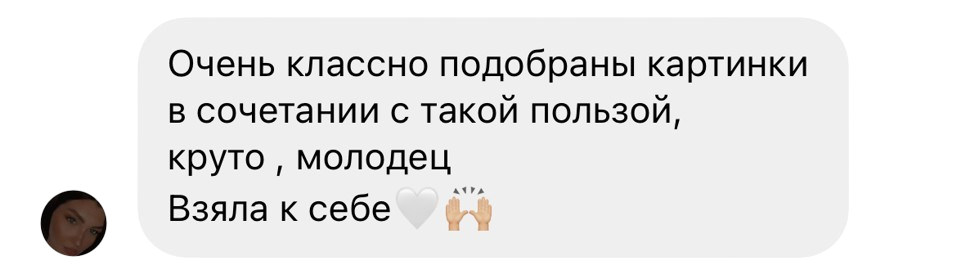 Очень классно подобраны картинки
в сочетании с такой пользой,
круто , молодец
Взяла к себе🤍🙌🏼